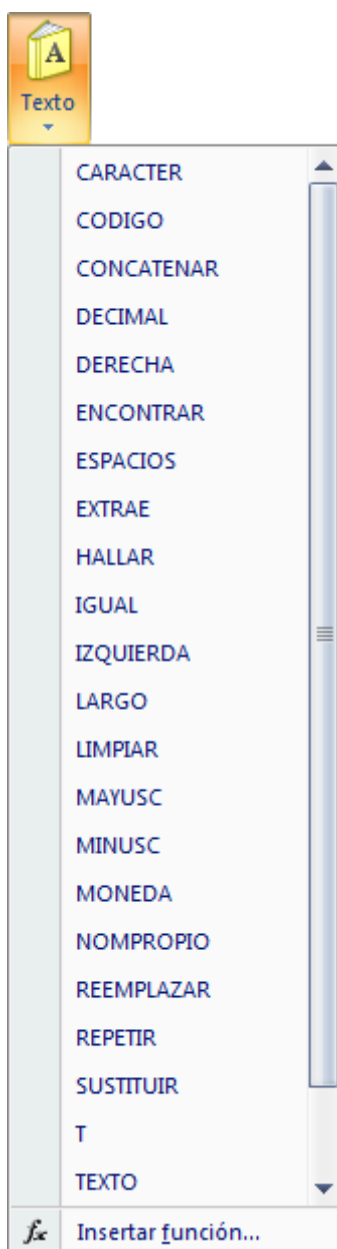 A
Texto
CARACTER
CODIGO
CONCATENAR
DECIMAL
DERECHA
ENCONTRAR
ESPACIOS
EXTRAE
HALLAR
IGUAL
IZQUIERDA
LARGO
LIMPIAR
MAYUSC
MINUSC
MONEDA
NOMPROPIO
REEMPLAZAR
REPETIR
SUSTITUIR
T
TEXTO
fx Insertar función...